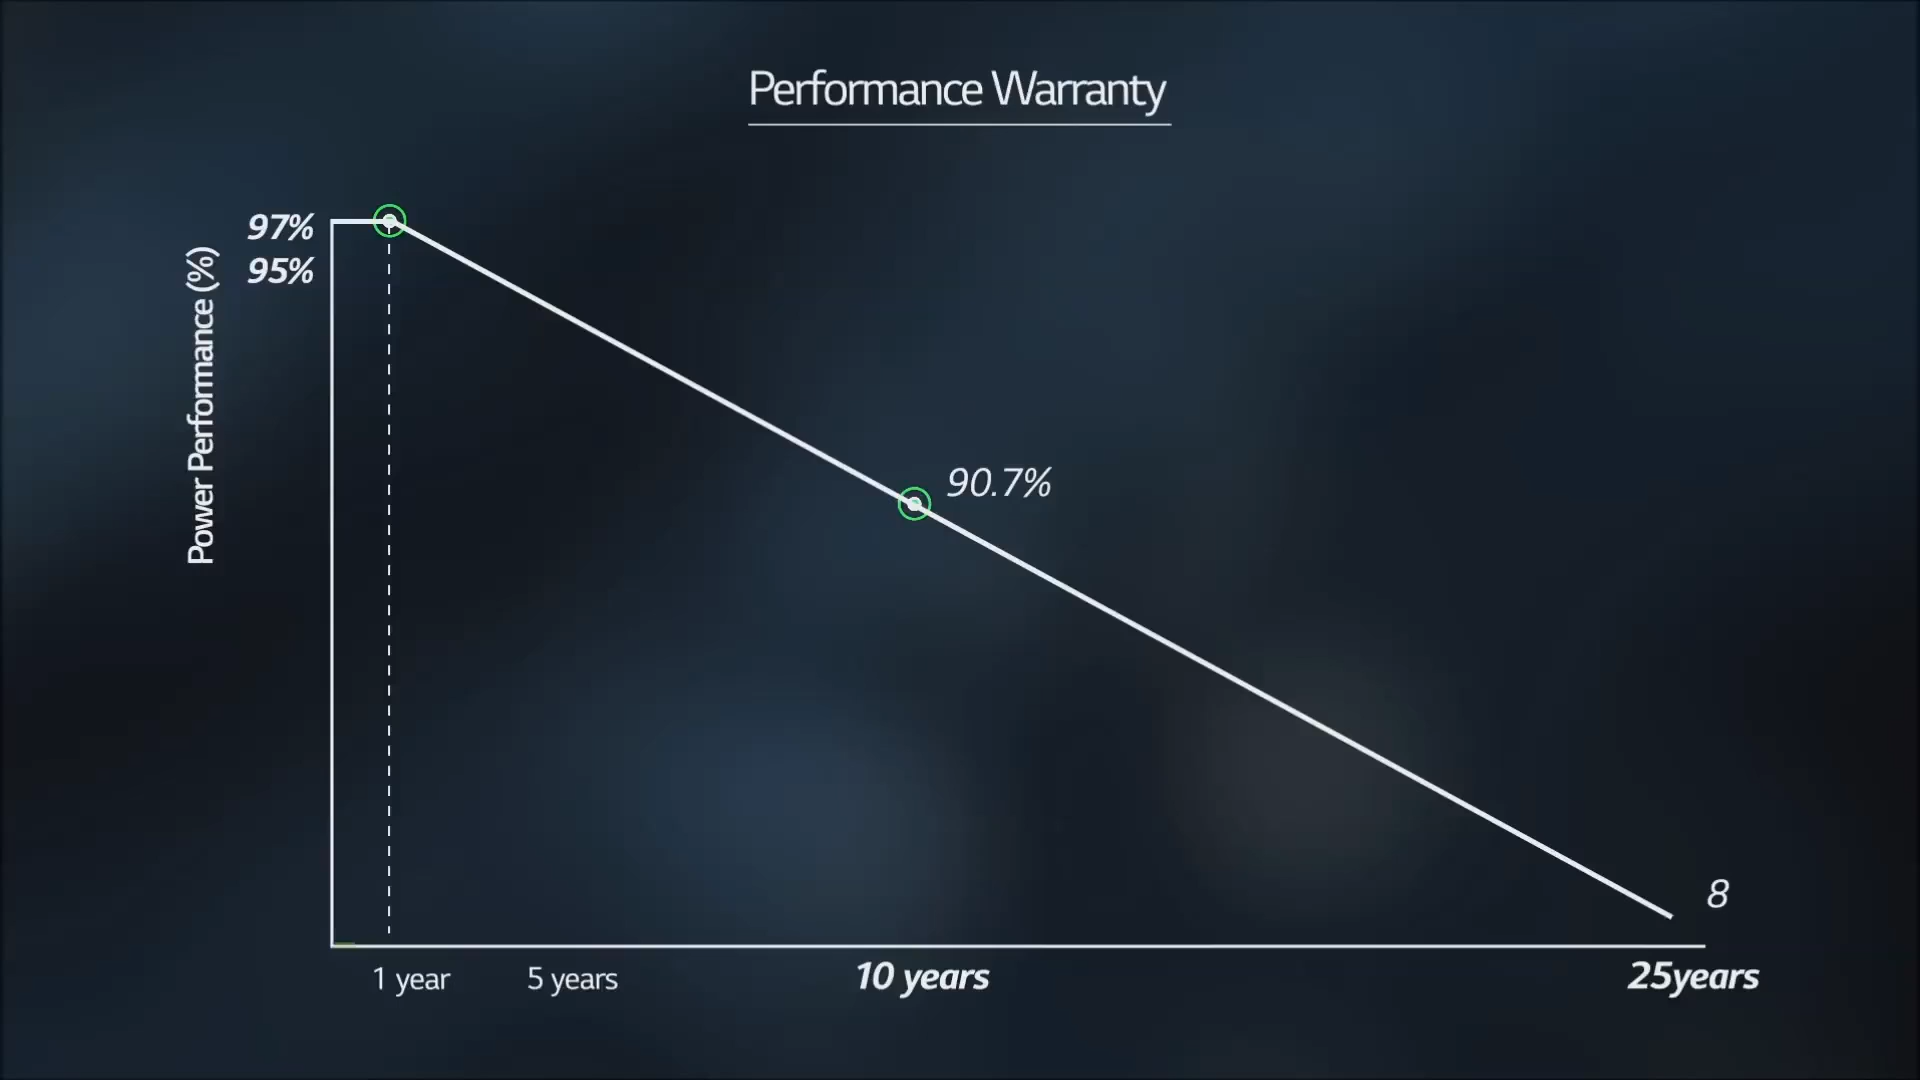 Performance Warranty
97%
95%
Power Performance (%)
90.7%
8
1 year
5 years
10 years
25years